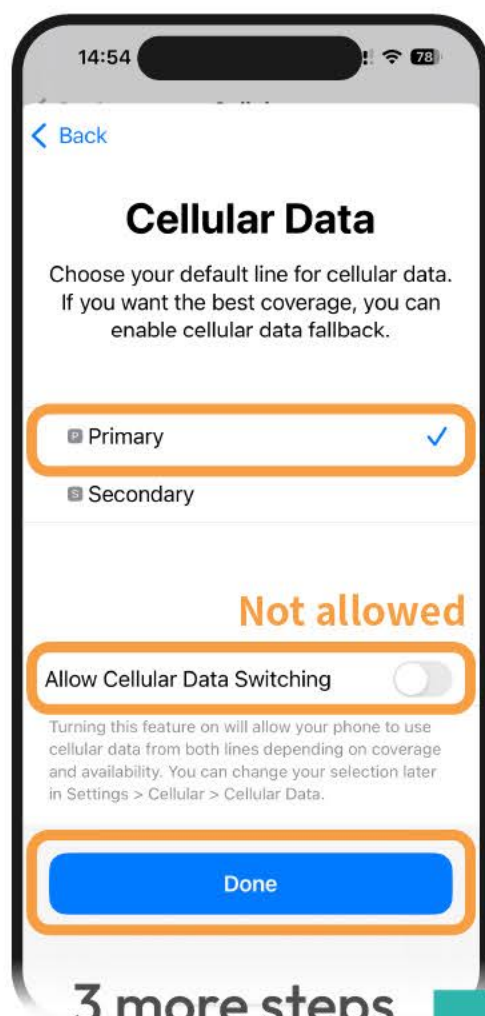 14:54
78
Back
Cellular Data
Choose your default line for cellular data.
If you want the best coverage, you can
enable cellular data fallback.
P Primary
S Secondary
Not allowed
Allow Cellular Data Switching
Turning this feature on will allow your phone to use
cellular data from both lines depending on coverage
and availability. You can change your selection later
in Settings > Cellular > Cellular Data.
Done
3 more steps